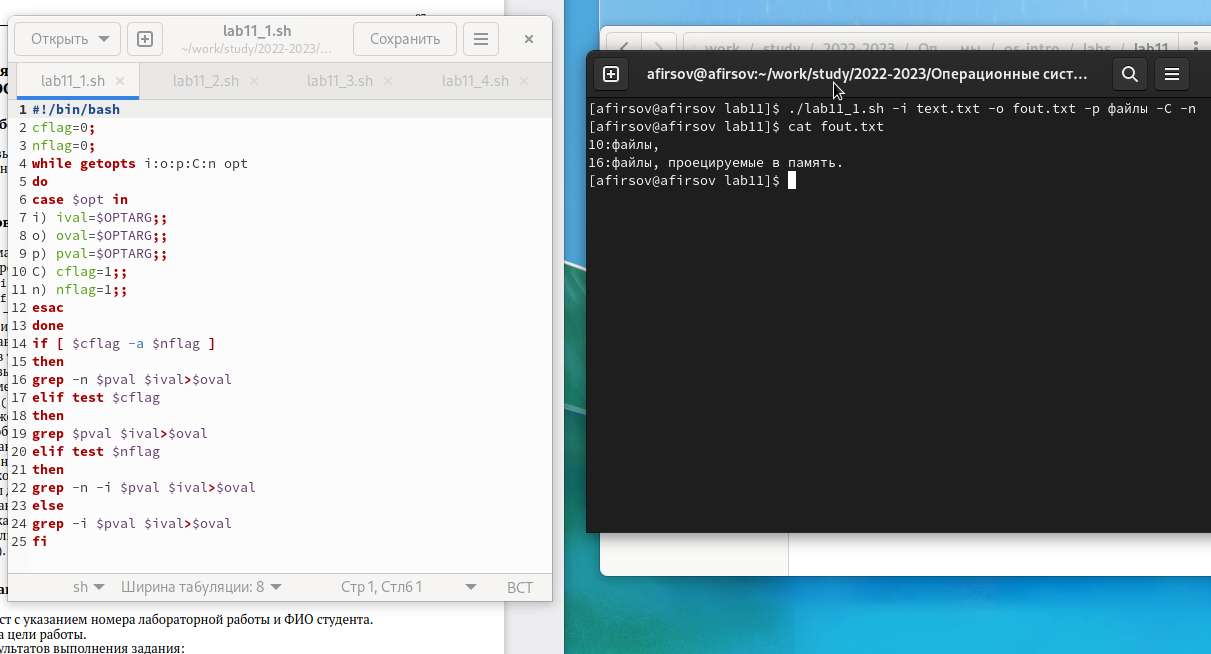 Открыть
lab11_1.sh
~/work/study/2022-2023/…
Сохранить
lab11_1.sh
lab11_2.sh
lab11_3.sh
lab11_4.sh
1 #!/bin/bash
2 cflag=0;
3 nflag=0;
4 while getopts i:o:p:C:n opt
5 do
6 case $opt in
7 i) ival=$OPTARG;;
8 o) oval=$OPTARG;;
9 p) pval=$OPTARG;;
10 C) cflag=1;;
11 n) nflag=1;;
12 esac
13 done
14 if [ $cflag -a $nflag ]
15 then
16 grep -n $pval $ival>$oval
17 elif test $cflag
18 then
19 grep $pval $ival>$oval
20 elif test $nflag
21 then
22 grep -n -i $pval $ival>$oval
23 else
24 grep -i $pval $ival>$oval
25 fi
sh
Ширина табуляции: 8
Стр 1, Стлб 1
ВСТ
ст с указанием номера лабораторной работы и ФИО студента.
а цели работы.
ультатов выполнения задания:
work / study / 2022-2023 / / os-intro / labs / lab11
afirsov@afirsov:~/work/study/2022-2023/Операционные сист…
[afirsov@afirsov lab11]$ ./lab11_1.sh -i text.txt -o fout.txt -p файлы -C -n
[afirsov@afirsov lab11]$ cat fout.txt
10:файлы,
16:файлы, проецируемые в память.
[afirsov@afirsov lab11]$